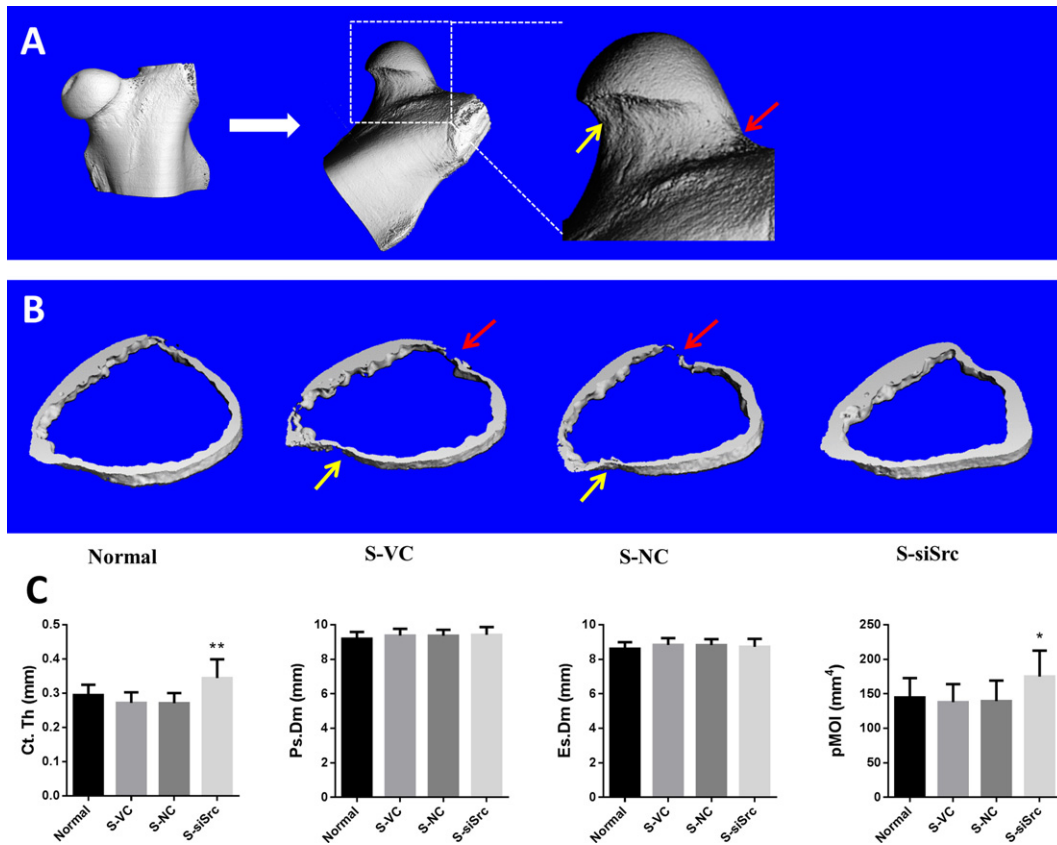 A
B
Normal S-VC S-NC S-siSrc
C
Ct. Th (mm)
0.5
0.4
0.3
0.2
0.1
0.0
**
Normal S-VC S-NC S-siSrc
Ps.Dm (mm)
10
8
6
4
2
0
Normal S-VC S-NC S-siSrc
Es.Dm (mm)
10
8
6
4
2
0
Normal S-VC S-NC S-siSrc
pMOI (mm⁴)
250
200
150
100
50
0
*
Normal S-VC S-NC S-siSrc